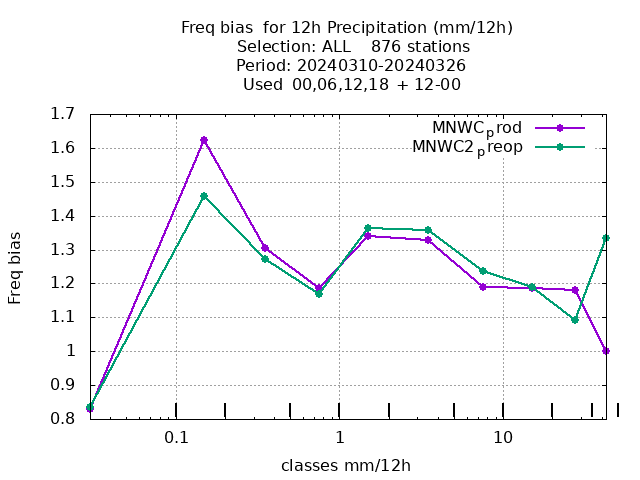 Freq bias  for 12h Precipitation (mm/12h)
Selection: ALL    876 stations
Period: 20240310-20240326
Used  00,06,12,18  + 12-00
MNWCprod
MNWC2preop
1.7
1.6
1.5
1.4
1.3
1.2
1.1
1
0.9
0.8
Freq bias
0.1
1
10
classes mm/12h